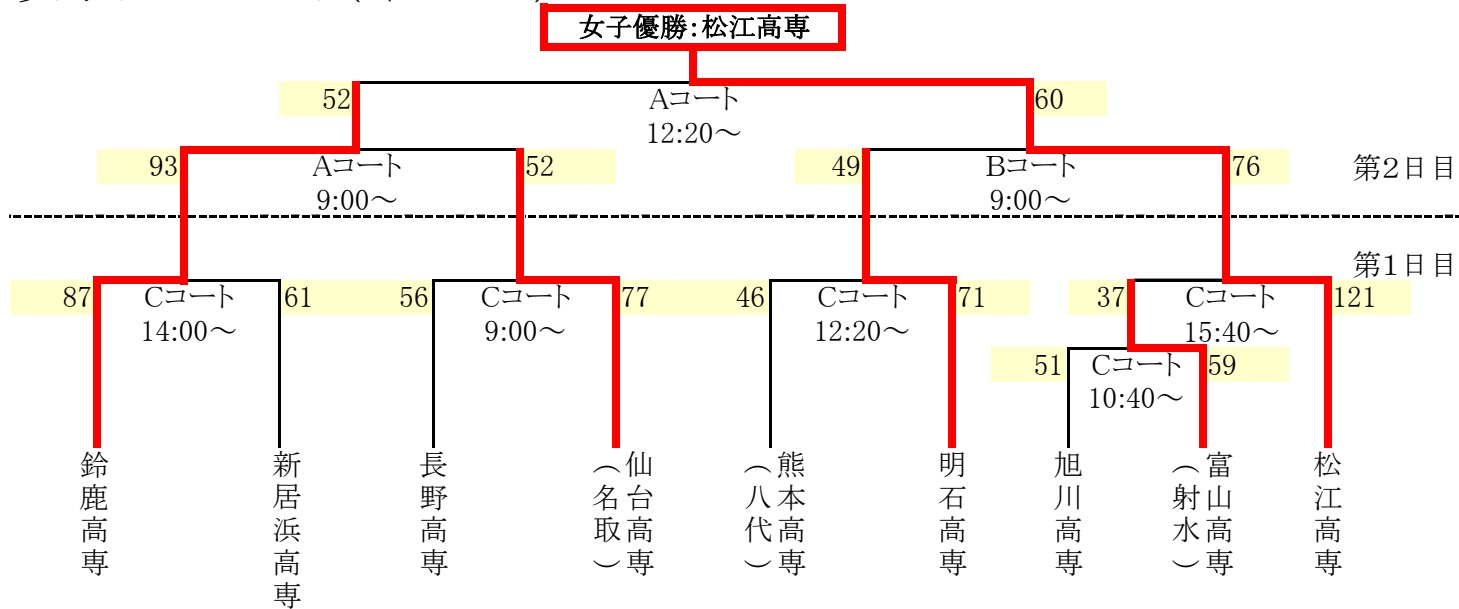 女子優勝：松江高専
52 Aコート 60
12:20～
93 Aコート 52 49 Bコート 76 第2日目
9:00～ 9:00～
第1日目
87 Cコート 61 56 Cコート 77 46 Cコート 71 37 Cコート 121
14:00～ 9:00～ 12:20～ 15:40～
51 Cコート 59
10:40～
鈴鹿高専
新居浜高専
長野高専
仙台高専
（名取）
熊本高専
（八代）
明石高専
旭川高専
富山高専
（射水）
松江高専